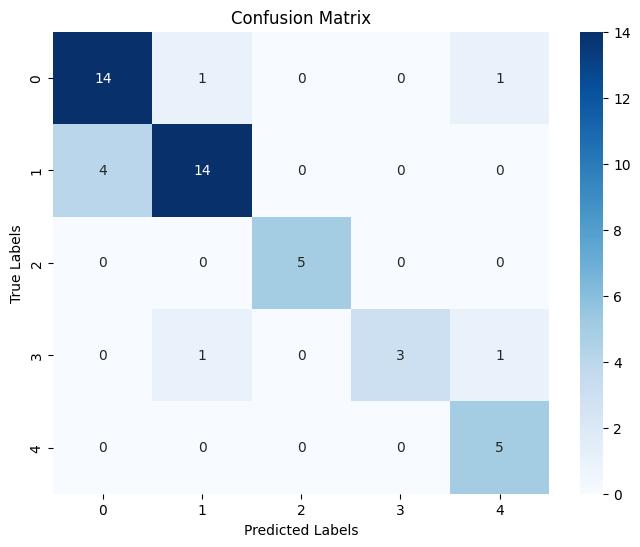 Confusion Matrix
True Labels
0 14 1 0 0 1
1 4 14 0 0 0
2 0 0 5 0 0
3 0 1 0 3 1
4 0 0 0 0 5
0 1 2 3 4
Predicted Labels
14
12
10
8
6
4
2
0